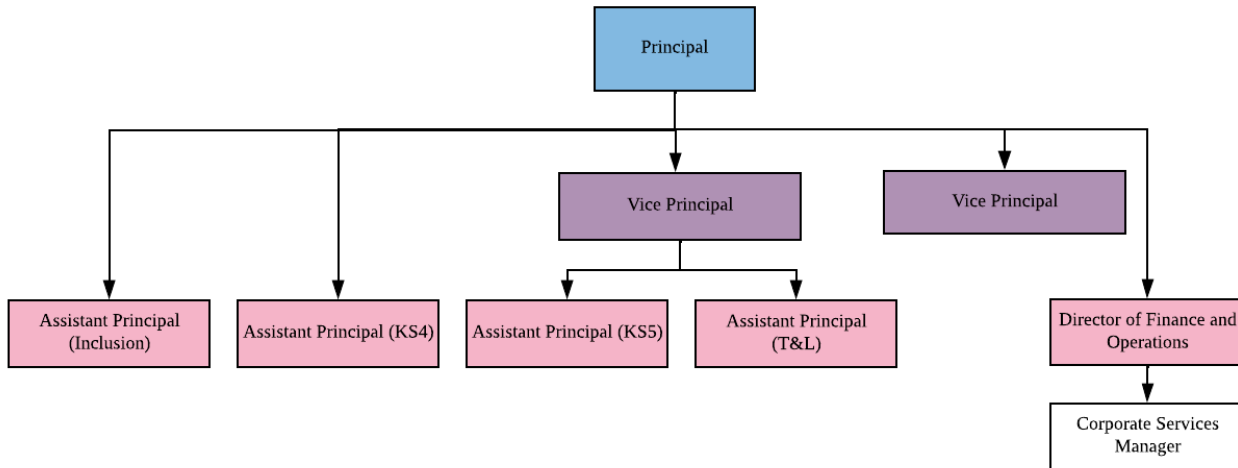 Principal
Vice Principal
Vice Principal
Assistant Principal
(Inclusion)
Assistant Principal (KS4)
Assistant Principal (KS5)
Assistant Principal
(T&L)
Director of Finance and
Operations
Corporate Services
Manager